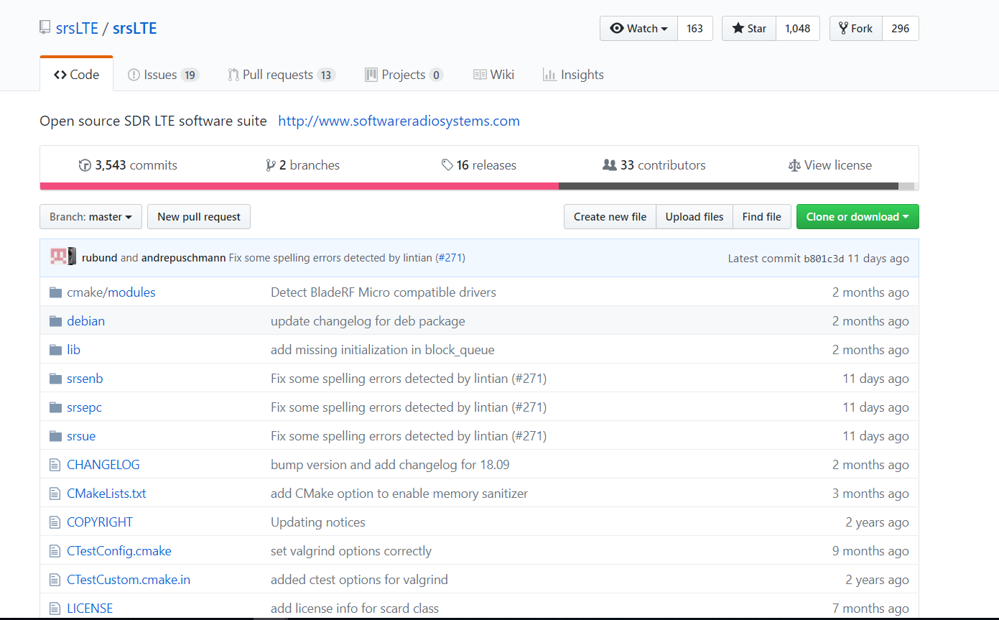 srsLTE / srsLTE Watch 163 Star 1,048 Fork 296
Code Issues 19 Pull requests 13 Projects 0 Wiki Insights
Open source SDR LTE software suite http://www.softwareradiosystems.com
3,543 commits 2 branches 16 releases 33 contributors View license
Branch: master New pull request Create new file Upload files Find file Clone or download
rubund and andrepuschmann Fix some spelling errors detected by lintian (#271) Latest commit b801c3d 11 days ago
cmake/modules Detect BladeRF Micro compatible drivers 2 months ago
debian update changelog for deb package 2 months ago
lib add missing initialization in block_queue 2 months ago
srsenb Fix some spelling errors detected by lintian (#271) 11 days ago
srsepc Fix some spelling errors detected by lintian (#271) 11 days ago
srsue Fix some spelling errors detected by lintian (#271) 11 days ago
CHANGELOG bump version and add changelog for 18.09 2 months ago
CMakeLists.txt add CMake option to enable memory sanitizer 3 months ago
COPYRIGHT Updating notices 2 years ago
CTestConfig.cmake set valgrind options correctly 9 months ago
CTestCustom.cmake.in added ctest options for valgrind 2 years ago
LICENSE add license info for scard class 7 months ago